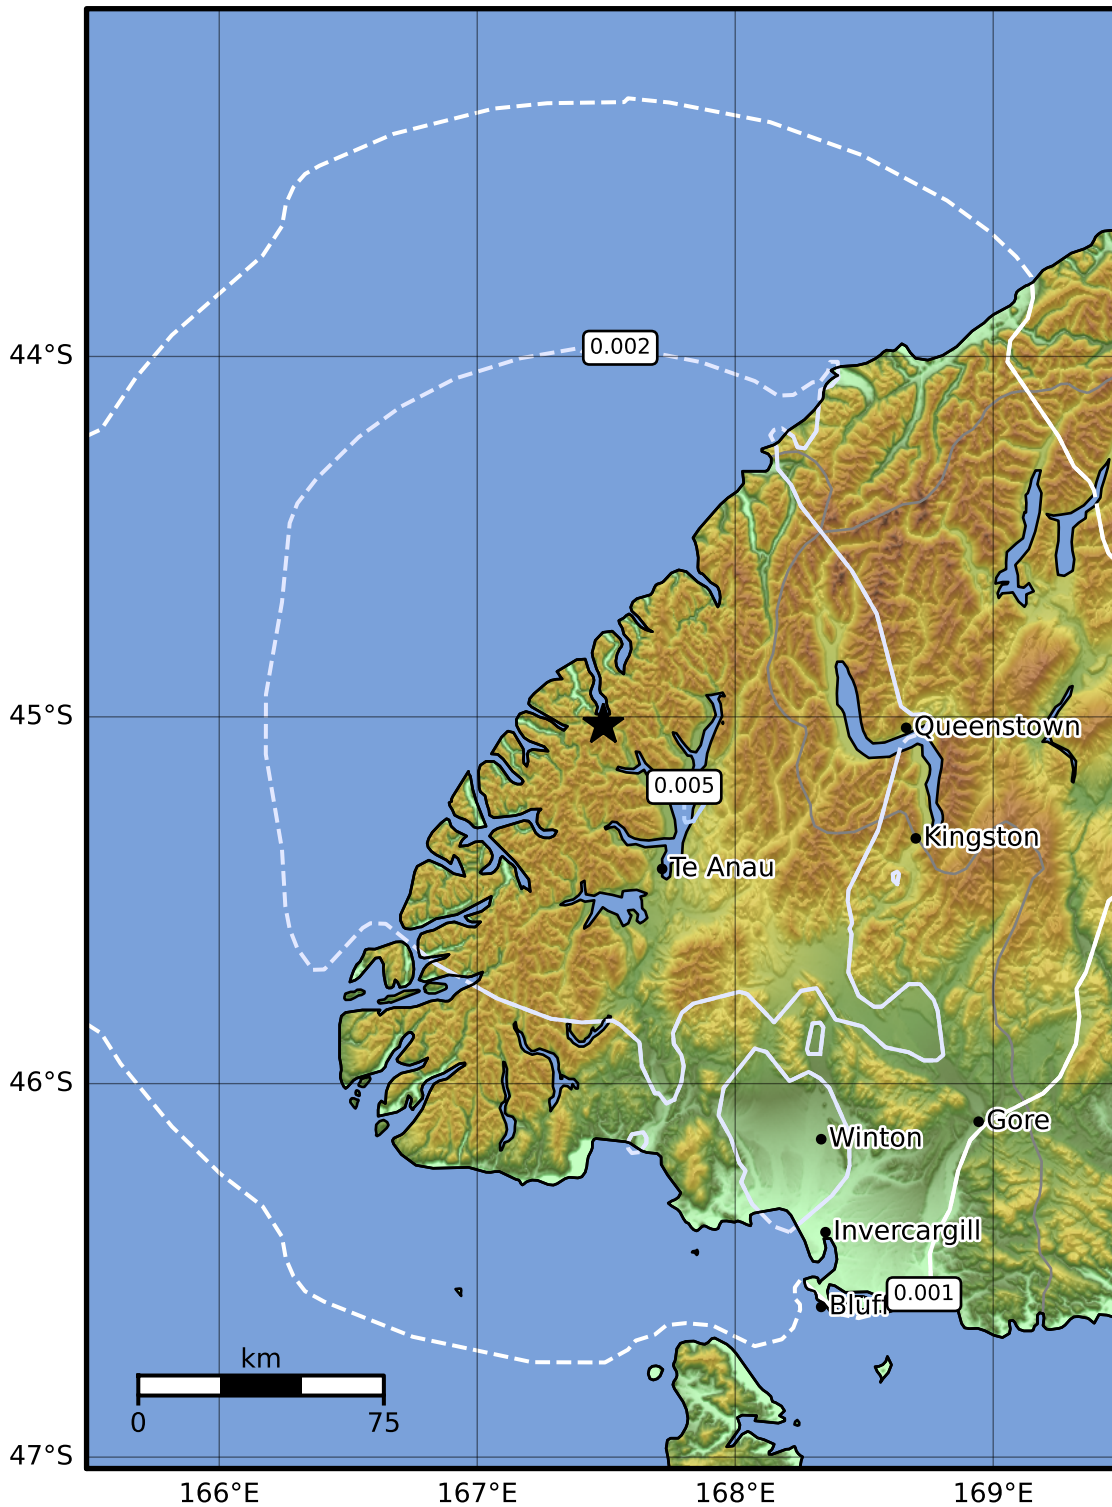 0.002
44°S
45°S
Queenstown
0.005
Kingston
Te Anau
46°S
Gore
Winton
Invercargill
0.001
Bluff
km
0
75
47°S
166°E
167°E
168°E
169°E